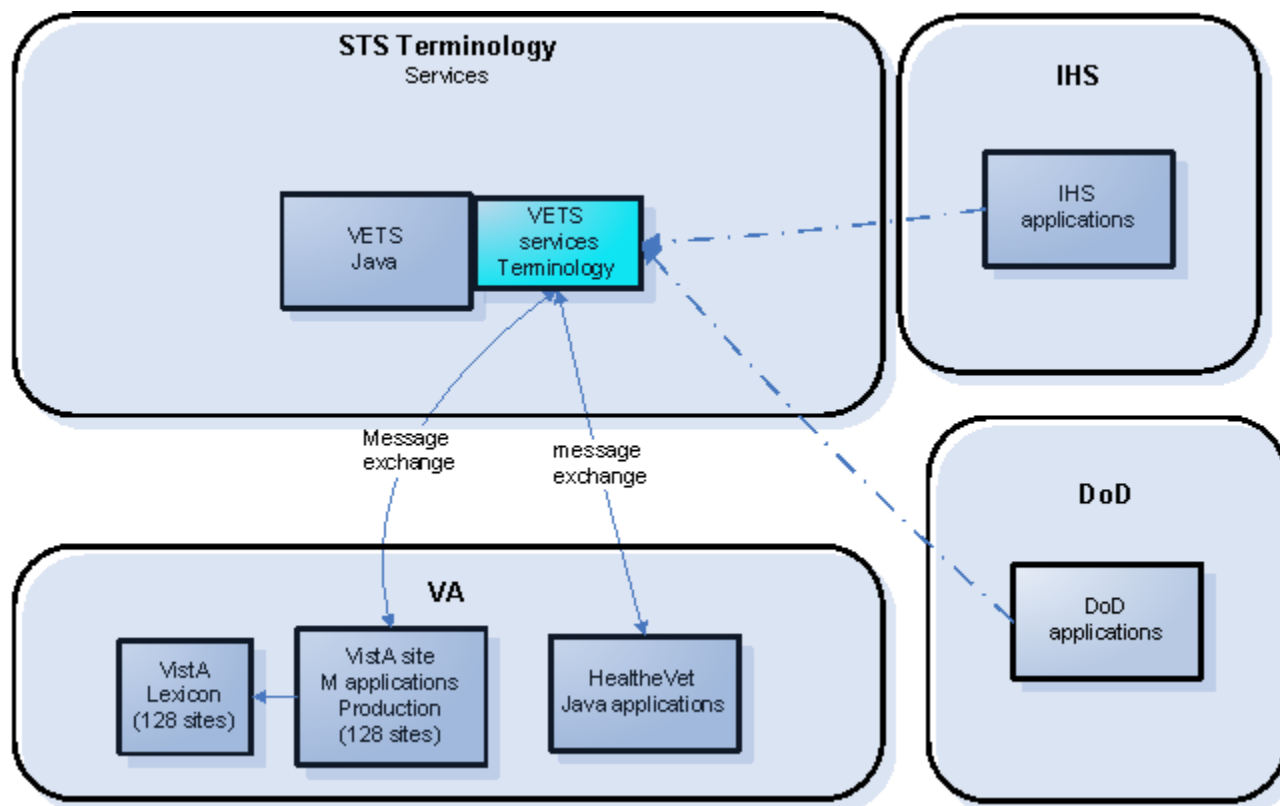 STS Terminology
Services
VETS
Java
VETS
services
Terminology
IHS
IHS
applications
Message
exchange
message
exchange
DoD
DoD
applications
VA
VistA
Lexicon
(128 sites)
VistA site
M applications
Production
(128 sites)
HealtheVet
Java applications